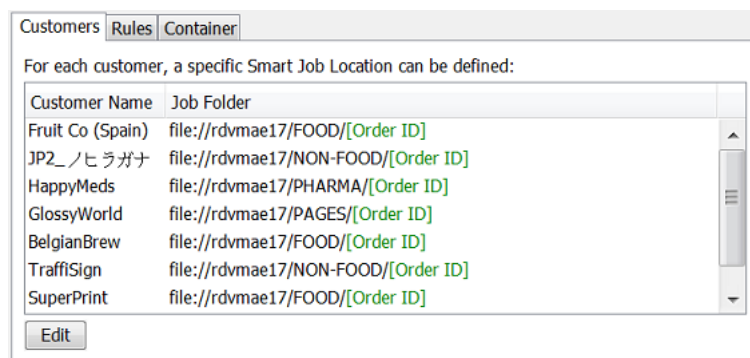 Customers Rules Container
For each customer, a specific Smart Job Location can be defined:
Customer Name Job Folder
Fruit Co (Spain) file://rdvmae17/FOOD/[Order ID]
JP2_ノヒラガナ file://rdvmae17/NON-FOOD/[Order ID]
HappyMeds file://rdvmae17/PHARMA/[Order ID]
GlossyWorld file://rdvmae17/PAGES/[Order ID]
BelgianBrew file://rdvmae17/FOOD/[Order ID]
TraffiSign file://rdvmae17/NON-FOOD/[Order ID]
SuperPrint file://rdvmae17/FOOD/[Order ID]
Edit